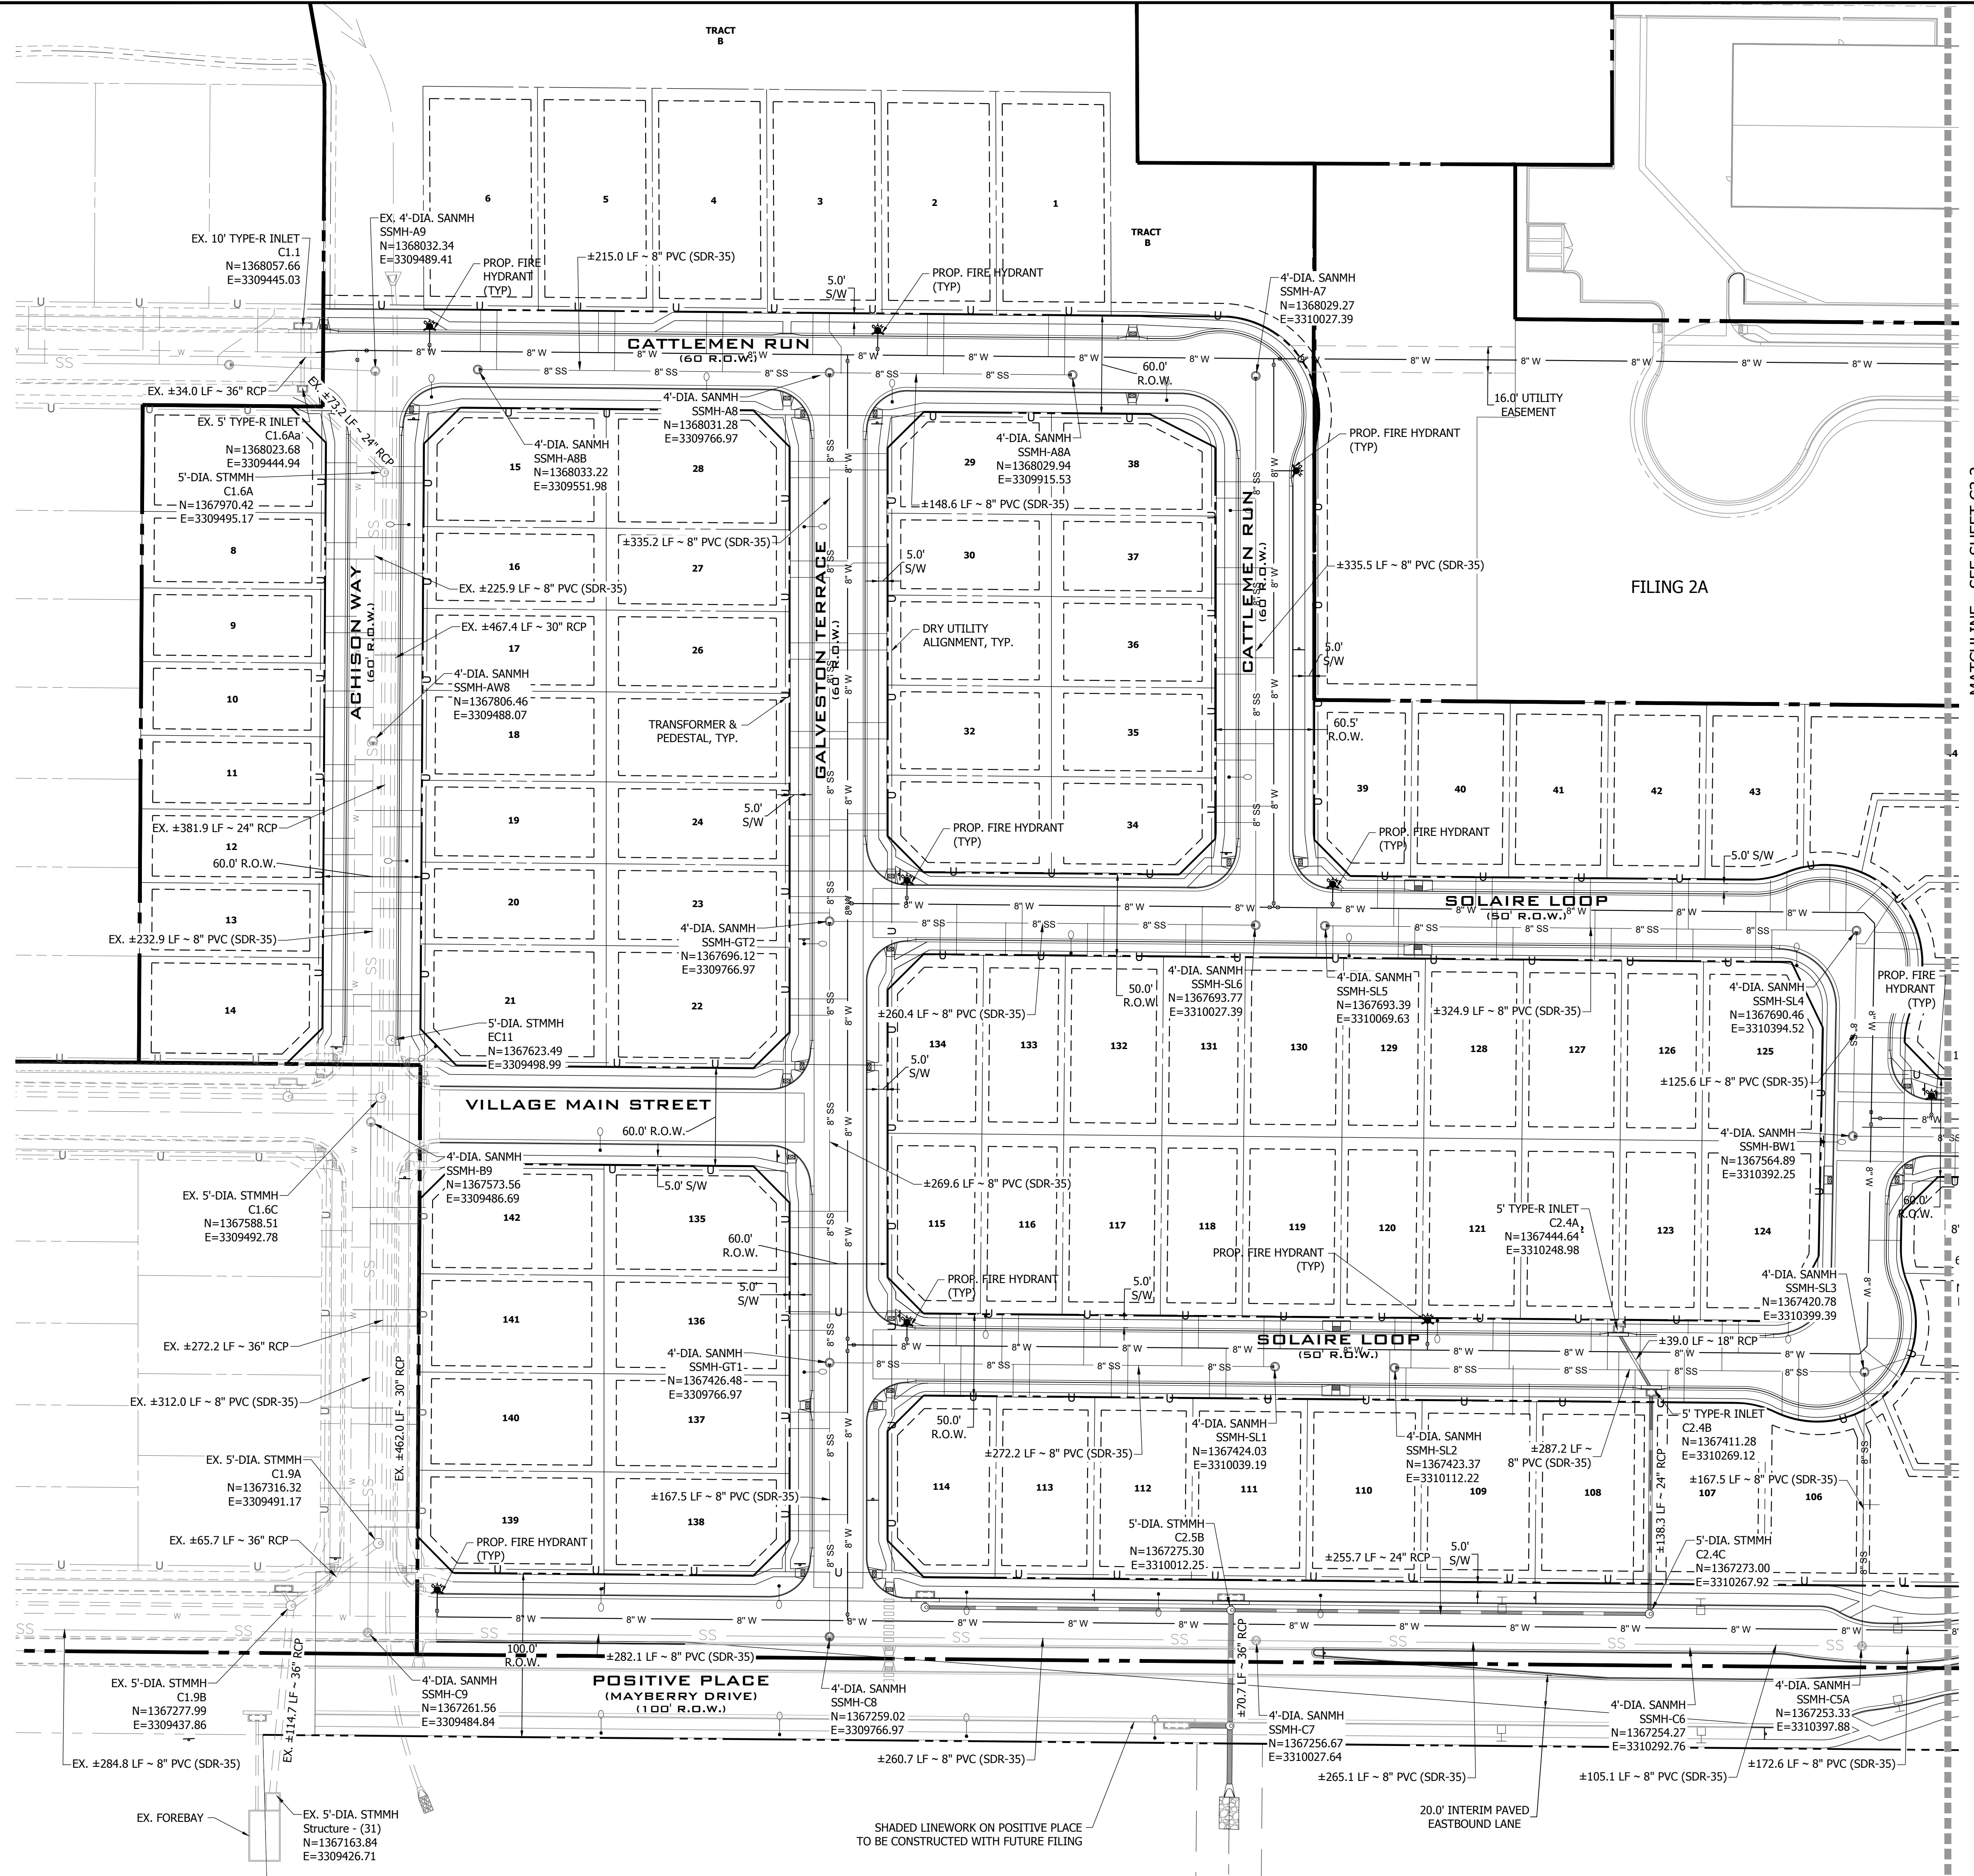 TRACT
B
6
5
4
3
2
1
TRACT
B
EX. 10' TYPE-R INLET
C1.1
N=1368057.66
E=3309445.03
EX. 4'-DIA. SANMH
SSMH-A9
N=1368032.34
E=3309489.41
PROP. FIRE
HYDRANT
(TYP)
±215.0 LF ~ 8" PVC (SDR-35)
5.0'
S/W
PROP. FIRE HYDRANT
(TYP)
4'-DIA. SANMH
SSMH-A7
N=1368029.27
E=3310027.39
CATTLEMEN RUN
(60 R.O.W.)
60.0'
R.O.W.
16.0' UTILITY
EASEMENT
EX. ±34.0 LF ~ 36" RCP
EX. ±73.2 LF ~ 24" RCP
EX. 5' TYPE-R INLET
C1.6Aa
N=1368023.68
E=3309444.94
5'-DIA. STMMH
C1.6A
N=1367970.42
E=3309495.17
4'-DIA. SANMH
SSMH-A8B
N=1368033.22
E=3309551.98
4'-DIA. SANMH
SSMH-A8
N=1368031.28
E=3309766.97
4'-DIA. SANMH
SSMH-A8A
N=1368029.94
E=3309915.53
PROP. FIRE HYDRANT
(TYP)
15
28
29
38
±148.6 LF ~ 8" PVC (SDR-35)
±335.2 LF ~ 8" PVC (SDR-35)
8
16
27
30
37
5.0'
S/W
±335.5 LF ~ 8" PVC (SDR-35)
FILING 2A
MATCHLINE - SEE SHEET C2.2
ACHISON WAY
(60' R.O.W.)
GALVESTON TERRACE
(60' R.O.W.)
CATTLEMEN RUN
(60' R.O.W.)
EX. ±225.9 LF ~ 8" PVC (SDR-35)
EX. ±467.4 LF ~ 30" RCP
9
17
26
36
DRY UTILITY
ALIGNMENT, TYP.
5.0'
S/W
4'-DIA. SANMH
SSMH-AW8
N=1367806.46
E=3309488.07
10
18
TRANSFORMER &
PEDESTAL, TYP.
32
35
60.5'
R.O.W.
11
19
24
34
39
40
41
42
43
5.0'
S/W
EX. ±381.9 LF ~ 24" RCP
12
60.0' R.O.W.
PROP. FIRE HYDRANT
(TYP)
PROP. FIRE HYDRANT
(TYP)
5.0' S/W
13
20
23
SOLAIRE LOOP
(50' R.O.W.)
EX. ±232.9 LF ~ 8" PVC (SDR-35)
4'-DIA. SANMH
SSMH-GT2
N=1367696.12
E=3309766.97
14
21
22
5'-DIA. STMMH
EC11
N=1367623.49
E=3309498.99
50.0'
R.O.W.
4'-DIA. SANMH
SSMH-SL6
N=1367693.77
E=3310027.39
4'-DIA. SANMH
SSMH-SL5
N=1367693.39
E=3310069.63
±324.9 LF ~ 8" PVC (SDR-35)
4'-DIA. SANMH
SSMH-SL4
N=1367690.46
E=3310394.52
PROP. FIRE
HYDRANT
(TYP)
±260.4 LF ~ 8" PVC (SDR-35)
134
133
132
131
130
129
128
127
126
125
5.0'
S/W
±125.6 LF ~ 8" PVC (SDR-35)
VILLAGE MAIN STREET
60.0' R.O.W.
4'-DIA. SANMH
SSMH-B9
N=1367573.56
E=3309486.69
5.0' S/W
4'-DIA. SANMH
SSMH-BW1
N=1367564.89
E=3310392.25
EX. 5'-DIA. STMMH
C1.6C
N=1367588.51
E=3309492.78
±269.6 LF ~ 8" PVC (SDR-35)
60.0'
R.O.W.
142
135
115
116
117
118
119
120
121
123
124
5' TYPE-R INLET
C2.4A
N=1367444.64
E=3310248.98
60.0'
R.O.W.
PROP. FIRE HYDRANT
(TYP)
4'-DIA. SANMH
SSMH-SL3
N=1367420.78
E=3310399.39
5.0'
S/W
PROP. FIRE HYDRANT
(TYP)
5.0'
S/W
141
136
SOLAIRE LOOP
(50' R.O.W.)
±39.0 LF ~ 18" RCP
EX. ±272.2 LF ~ 36" RCP
4'-DIA. SANMH
SSMH-GT1
N=1367426.48
E=3309766.97
EX. ±312.0 LF ~ 8" PVC (SDR-35)
EX. ±462.0 LF ~ 30" RCP
140
137
50.0'
R.O.W.
±272.2 LF ~ 8" PVC (SDR-35)
4'-DIA. SANMH
SSMH-SL1
N=1367424.03
E=3310039.19
4'-DIA. SANMH
SSMH-SL2
N=1367423.37
E=3310112.22
±287.2 LF ~
8" PVC (SDR-35)
5' TYPE-R INLET
C2.4B
N=1367411.28
E=3310269.12
±167.5 LF ~ 8" PVC (SDR-35)
EX. 5'-DIA. STMMH
C1.9A
N=1367316.32
E=3309491.17
±167.5 LF ~ 8" PVC (SDR-35)
114
113
112
111
110
109
108
107
106
±138.3 LF ~ 24" RCP
139
138
EX. ±65.7 LF ~ 36" RCP
PROP. FIRE HYDRANT
(TYP)
5'-DIA. STMMH
C2.5B
N=1367275.30
E=3310012.25
±255.7 LF ~ 24" RCP
5.0'
S/W
5'-DIA. STMMH
C2.4C
N=1367273.00
E=3310267.92
100.0'
R.O.W.
±282.1 LF ~ 8" PVC (SDR-35)
POSITIVE PLACE
(MAYBERRY DRIVE)
(100' R.O.W.)
EX. 5'-DIA. STMMH
C1.9B
N=1367277.99
E=3309437.86
EX. ±114.7 LF ~ 36" RCP
4'-DIA. SANMH
SSMH-C9
N=1367261.56
E=3309484.84
4'-DIA. SANMH
SSMH-C8
N=1367259.02
E=3309766.97
±70.7 LF ~ 36" RCP
4'-DIA. SANMH
SSMH-C7
N=1367256.67
E=3310027.64
4'-DIA. SANMH
SSMH-C6
N=1367254.27
E=3310292.76
4'-DIA. SANMH
SSMH-C5A
N=1367253.33
E=3310397.88
EX. ±284.8 LF ~ 8" PVC (SDR-35)
±260.7 LF ~ 8" PVC (SDR-35)
±265.1 LF ~ 8" PVC (SDR-35)
±105.1 LF ~ 8" PVC (SDR-35)
±172.6 LF ~ 8" PVC (SDR-35)
EX. FOREBAY
EX. 5'-DIA. STMMH
Structure - (31)
N=1367163.84
E=3309426.71
SHADED LINEWORK ON POSITIVE PLACE
TO BE CONSTRUCTED WITH FUTURE FILING
20.0' INTERIM PAVED
EASTBOUND LANE